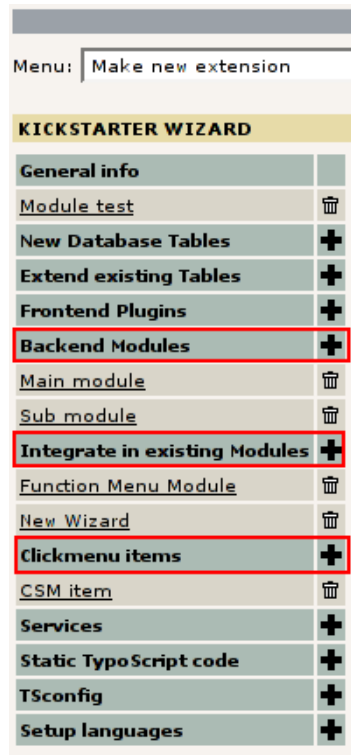 Menu: Make new extension
KICKSTARTER WIZARD
General info
Module test
New Database Tables
Extend existing Tables
Frontend Plugins
Backend Modules
Main module
Sub module
Integrate in existing Modules
Function Menu Module
New Wizard
Clickmenu items
CSM item
Services
Static TypoScript code
TSconfig
Setup languages